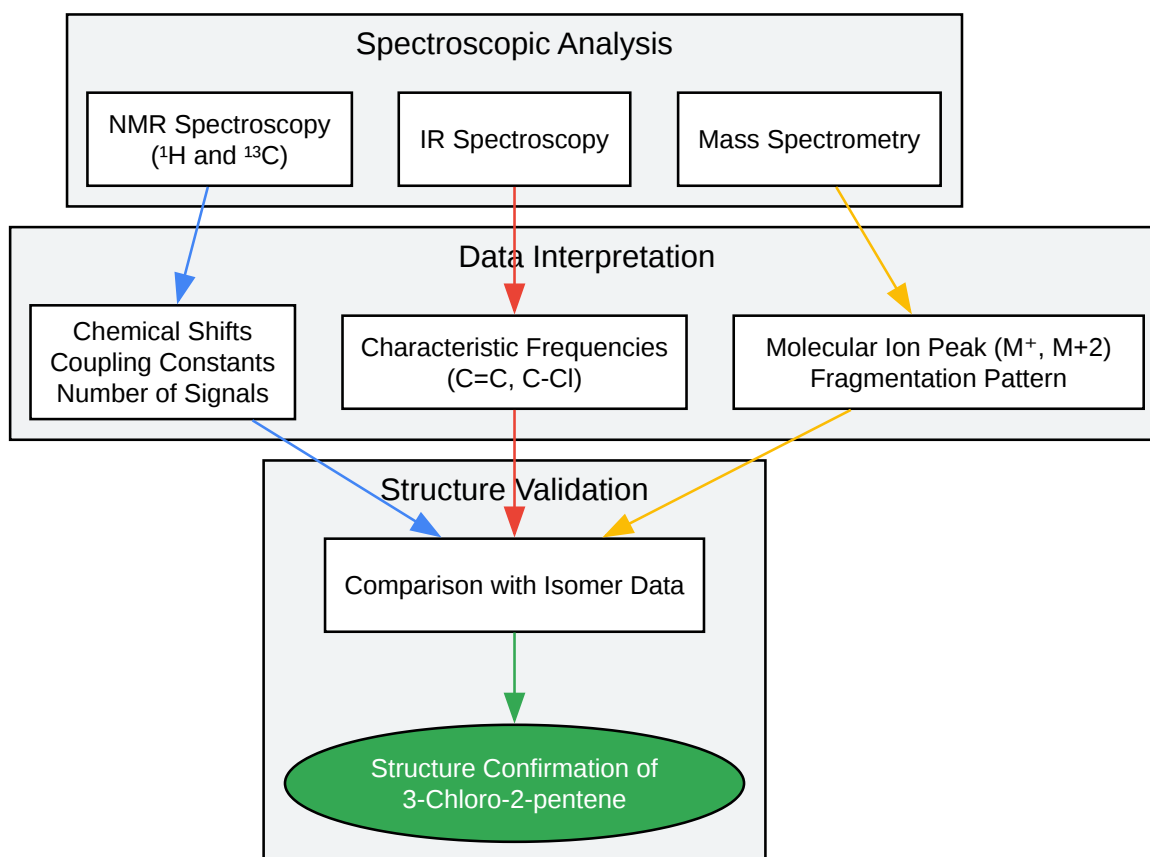 Spectroscopic Analysis
NMR Spectroscopy
(¹H and ¹³C)
IR Spectroscopy
Mass Spectrometry
Data Interpretation
Chemical Shifts
Coupling Constants
Number of Signals
Characteristic Frequencies
(C=C, C-Cl)
Molecular Ion Peak (M⁺, M+2)
Fragmentation Pattern
Structure Validation
Comparison with Isomer Data
Structure Confirmation of
3-Chloro-2-pentene